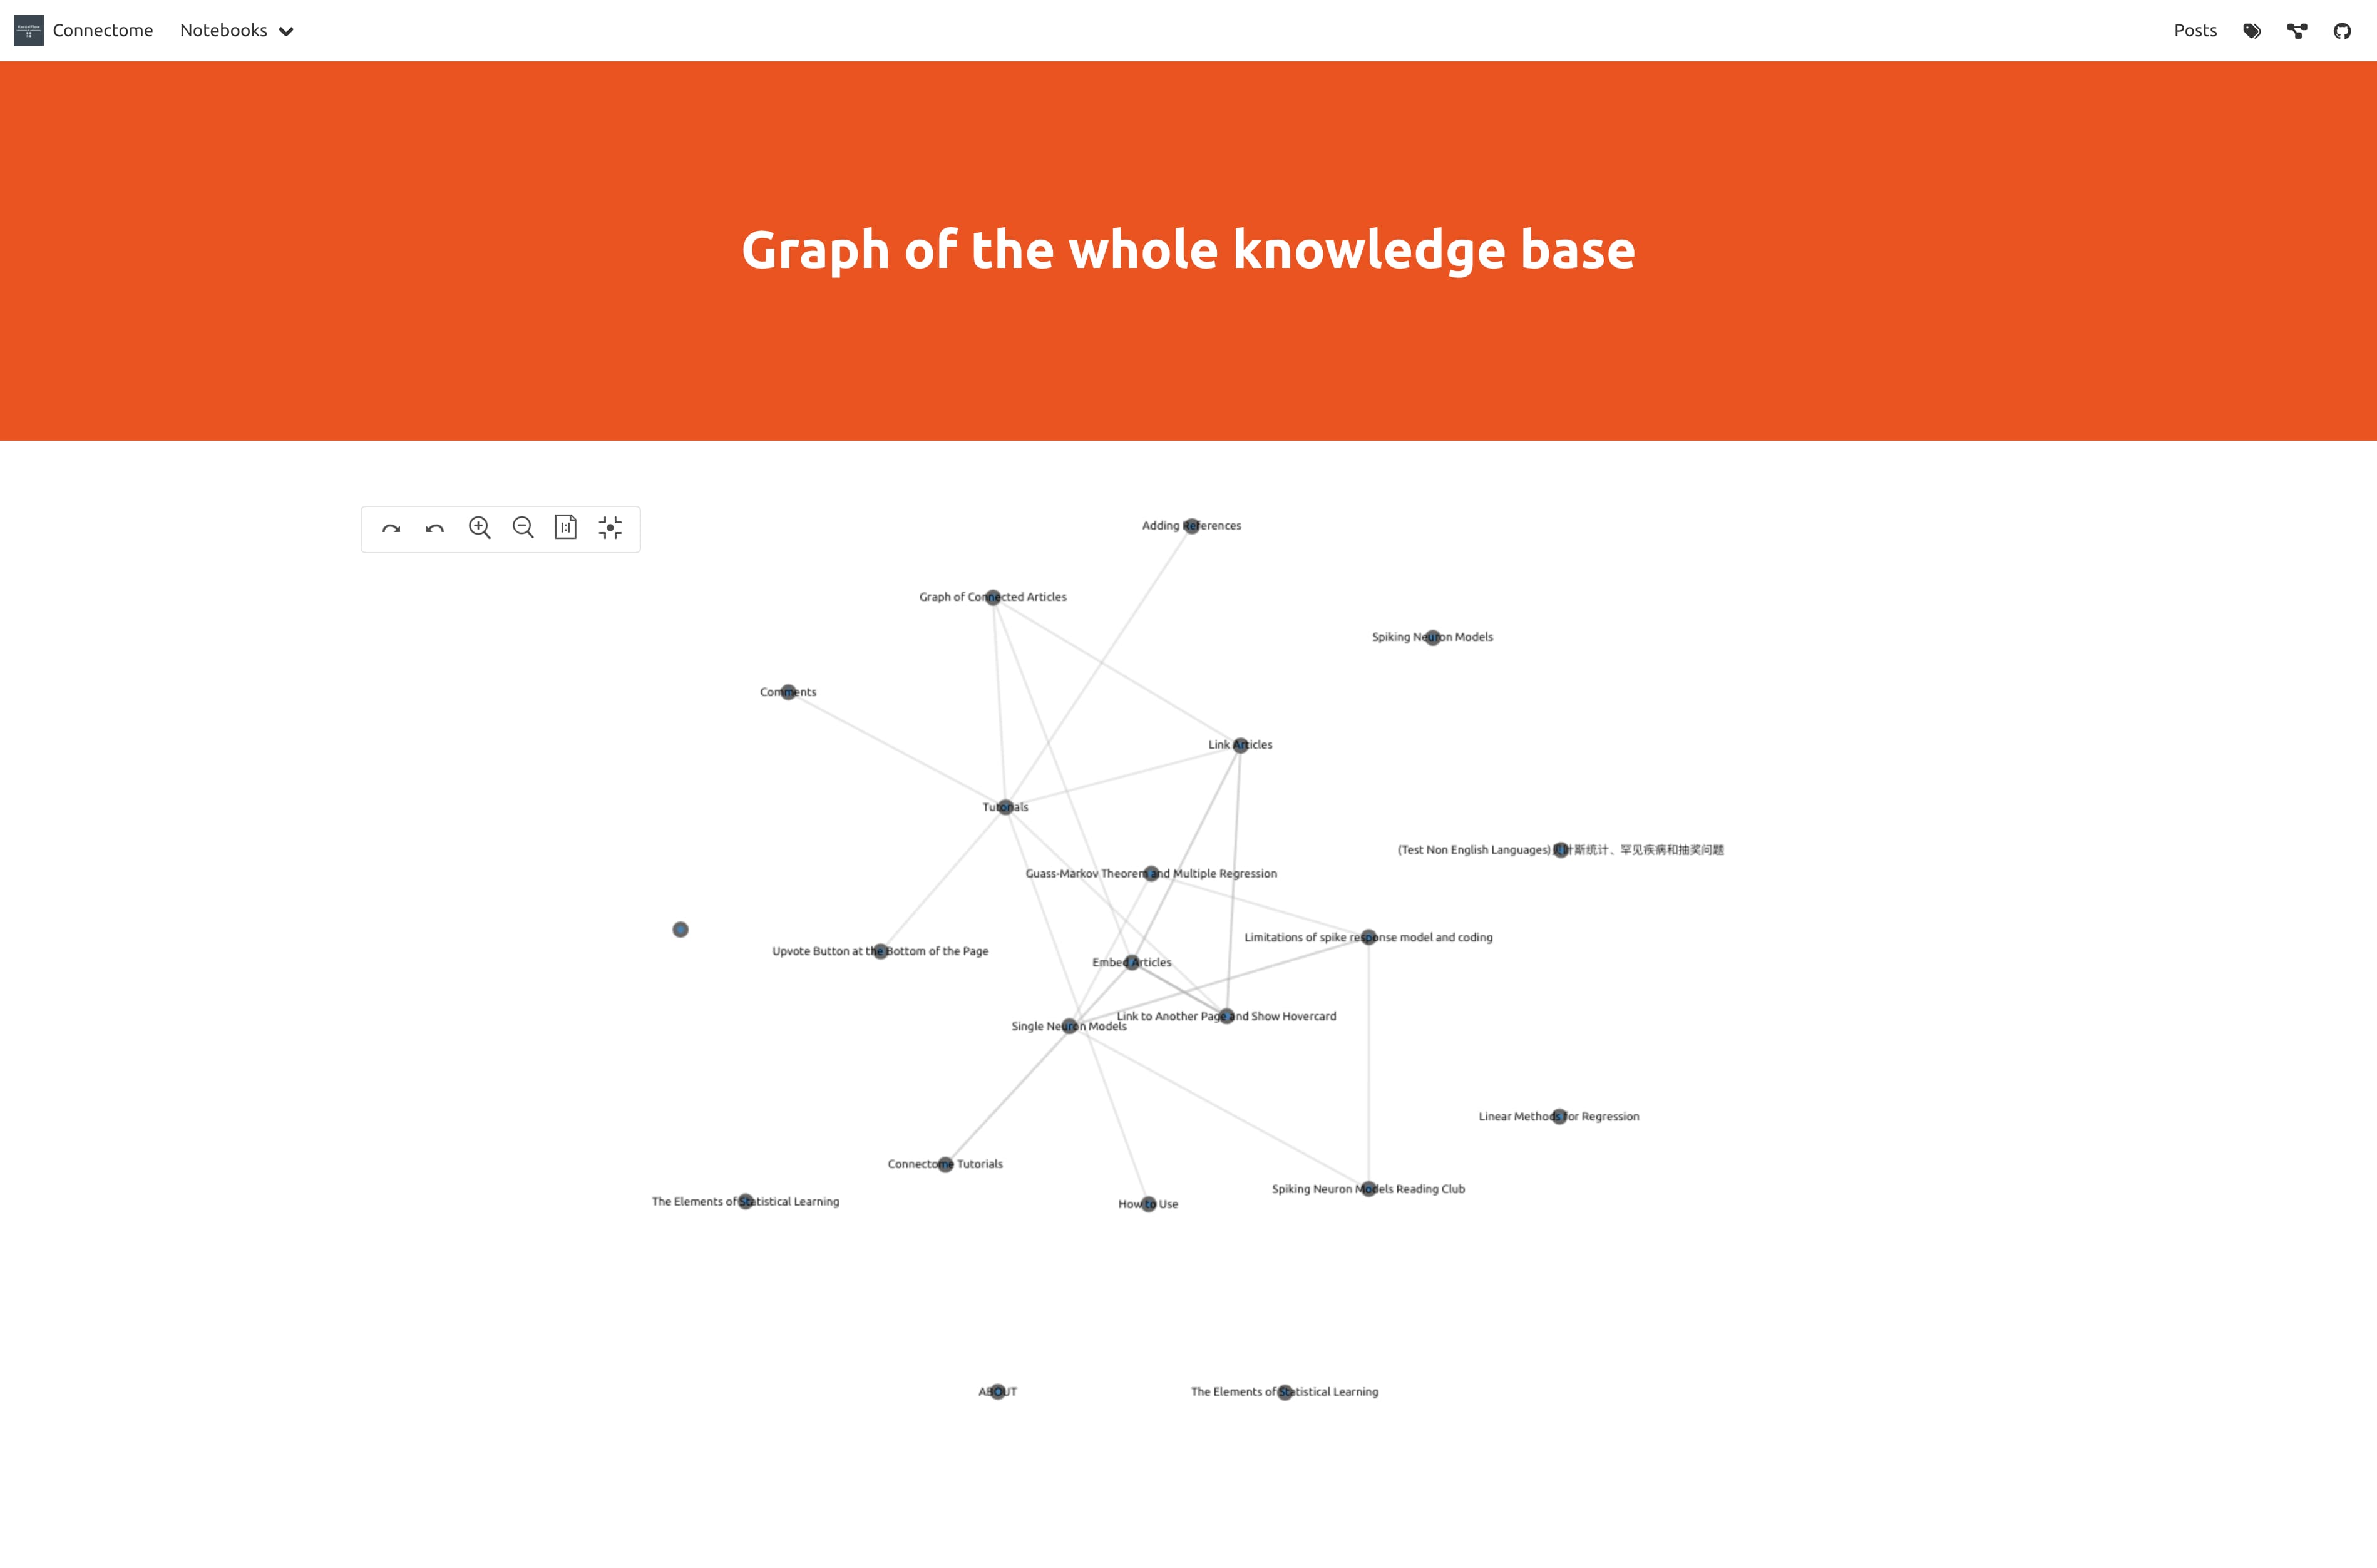 Connectome Notebooks Posts
Graph of the whole knowledge base
Adding References
Graph of Connected Articles
Spiking Neuron Models
Comments
Link Articles
Tutorials
(Test Non English Languages)贝叶斯统计、罕见疾病和抽奖问题
Guass-Markov Theorem and Multiple Regression
Limitations of spike response model and coding
Upvote Button at the Bottom of the Page
Embed Articles
Link to Another Page and Show Hovercard
Single Neuron Models
Linear Methods for Regression
Connectome Tutorials
Spiking Neuron Models Reading Club
The Elements of Statistical Learning
How to Use
ABOUT
The Elements of Statistical Learning